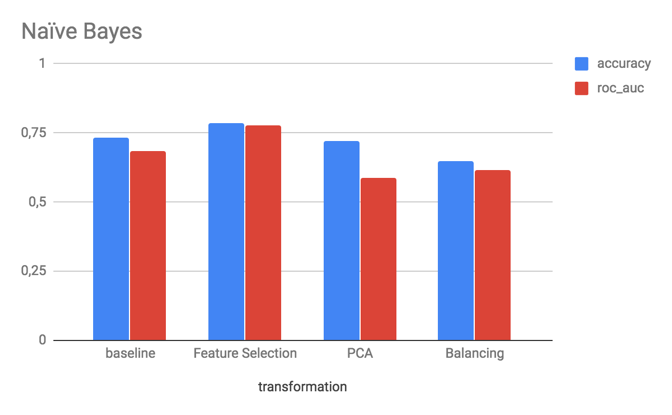 Naïve Bayes
accuracy
roc_auc
1
0,75
0,5
0,25
0
baseline Feature Selection PCA Balancing
transformation